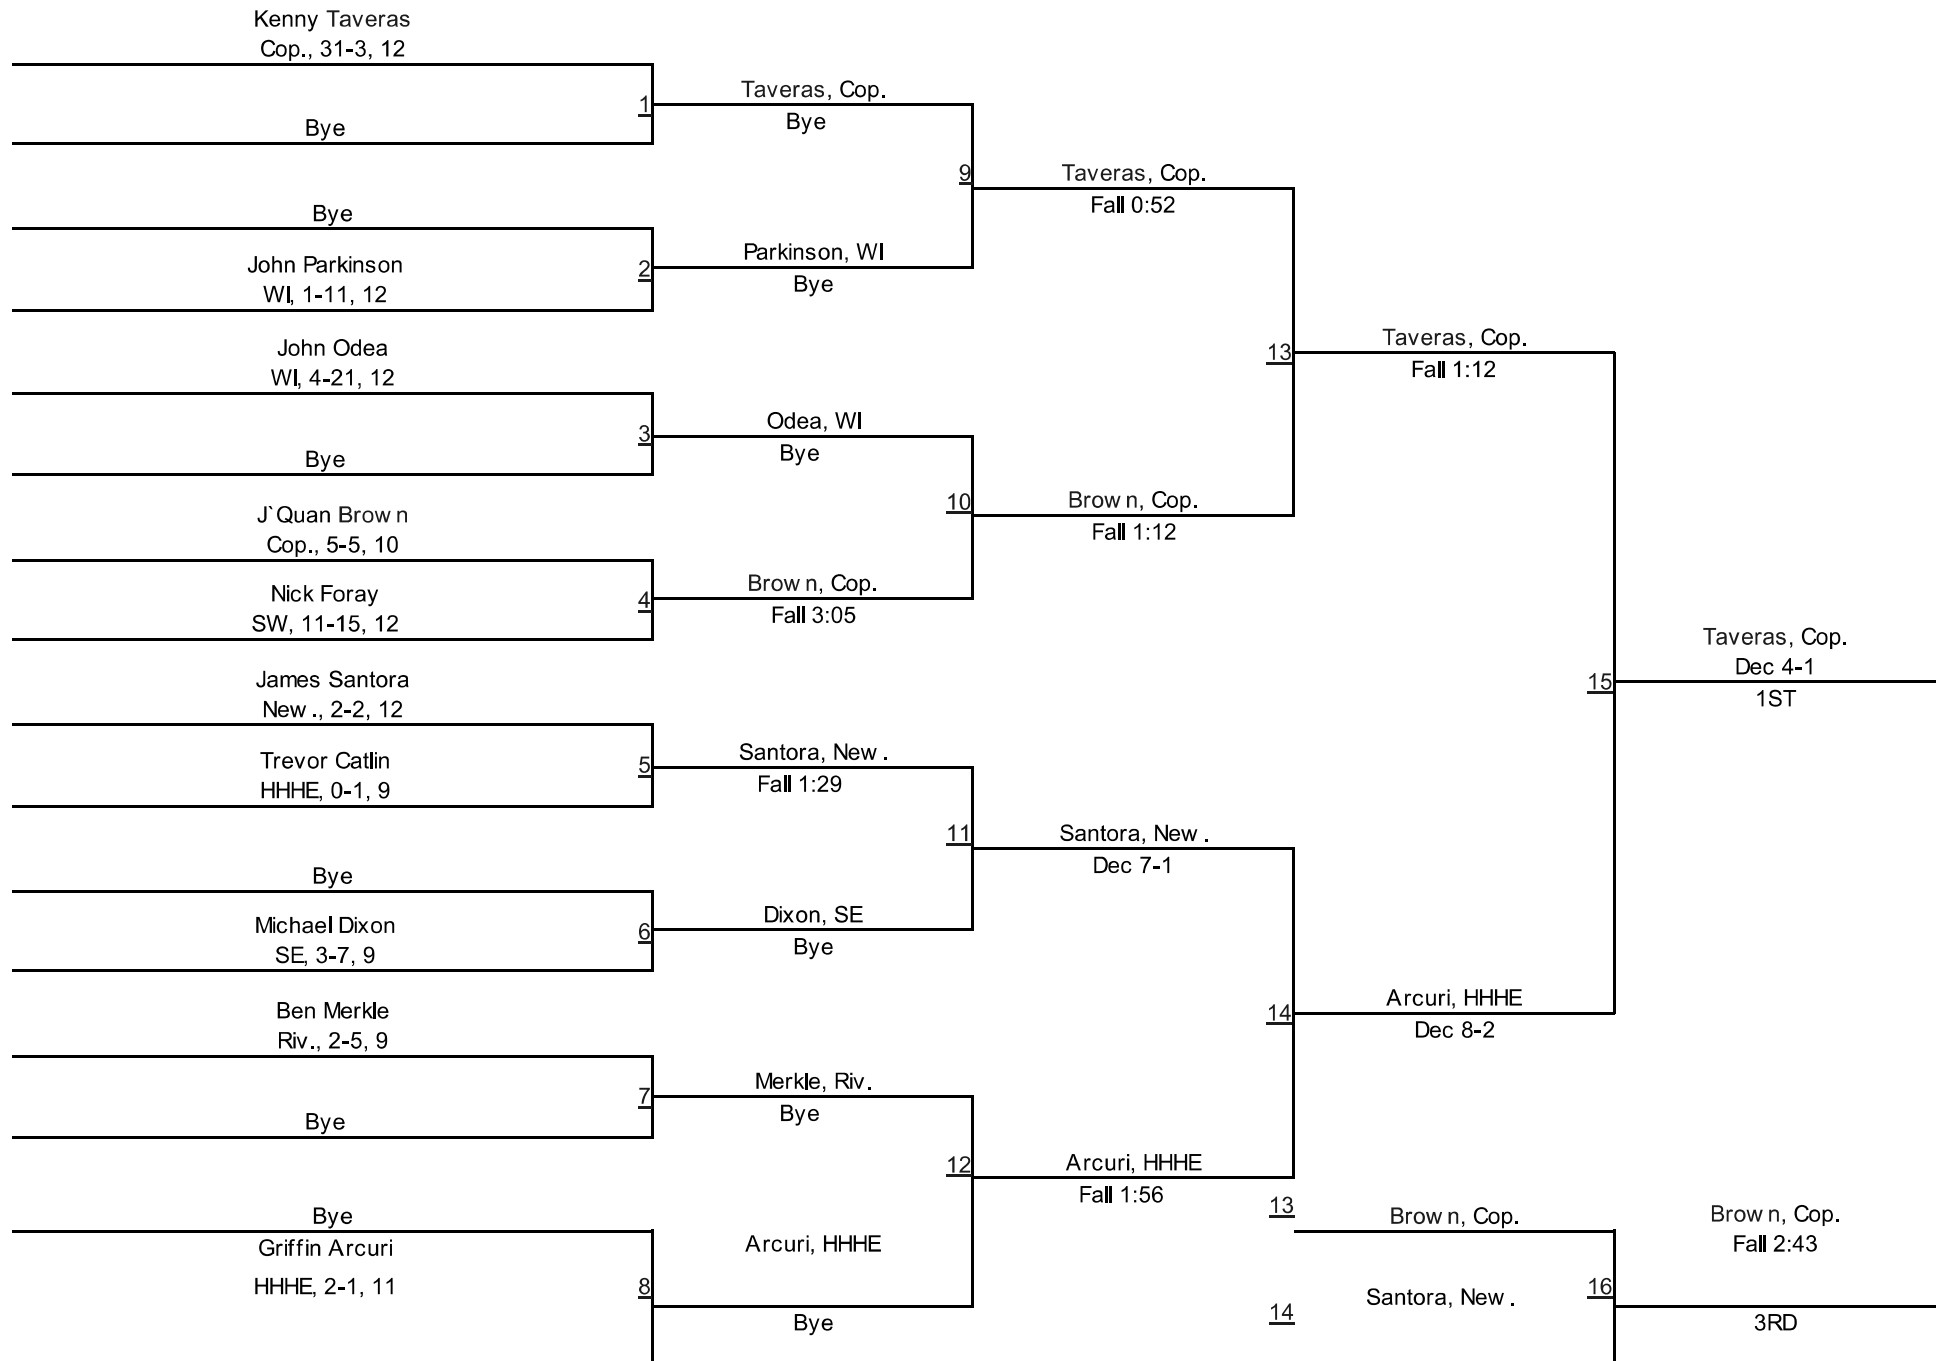 Kenny Taveras
Cop., 31-3, 12
1
Bye
Taveras, Cop.
Bye
9
Bye
John Parkinson
WI, 1-11, 12
2
Parkinson, WI
Bye
Taveras, Cop.
Fall 0:52
John Odea
WI, 4-21, 12
3
Bye
Odea, WI
Bye
10
J`Quan Brown
Cop., 5-5, 10
Nick Foray
SW, 11-15, 12
4
Brown, Cop.
Fall 3:05
Brown, Cop.
Fall 1:12
13
Taveras, Cop.
Fall 1:12
James Santora
New., 2-2, 12
Trevor Catlin
HHHE, 0-1, 9
5
Santora, New.
Fall 1:29
11
Bye
Michael Dixon
SE, 3-7, 9
6
Dixon, SE
Bye
Santora, New.
Dec 7-1
Ben Merkle
Riv., 2-5, 9
7
Bye
Merkle, Riv.
Bye
12
Bye
Griffin Arcuri
HHHE, 2-1, 11
8
Arcuri, HHHE
Bye
Arcuri, HHHE
Fall 1:56
14
Arcuri, HHHE
Dec 8-2
15
Taveras, Cop.
Dec 4-1
1ST
13
Brown, Cop.
14
Santora, New.
16
Brown, Cop.
Fall 2:43
3RD